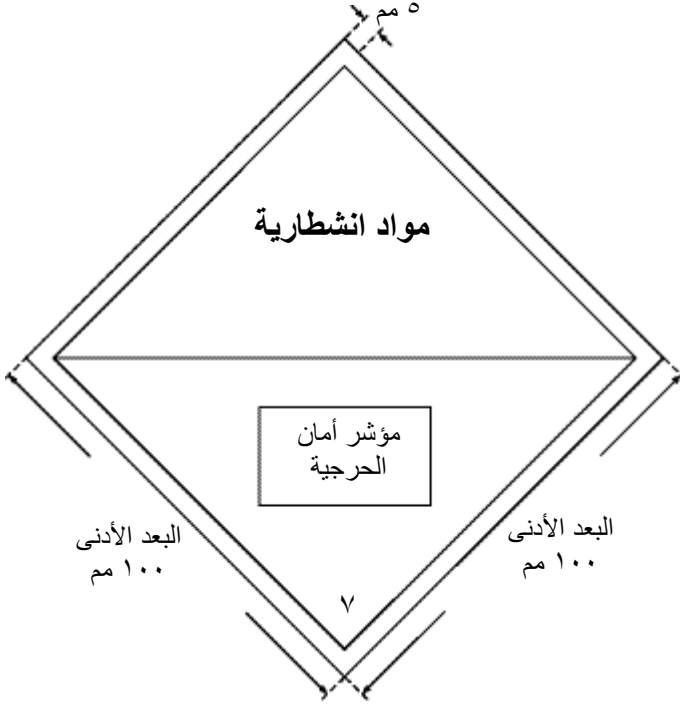 ٥ مم
مواد انشطارية
مؤشر أمان
الحرجية
البعد الأدنى
١٠٠ مم
البعد الأدنى
١٠٠ مم
٧